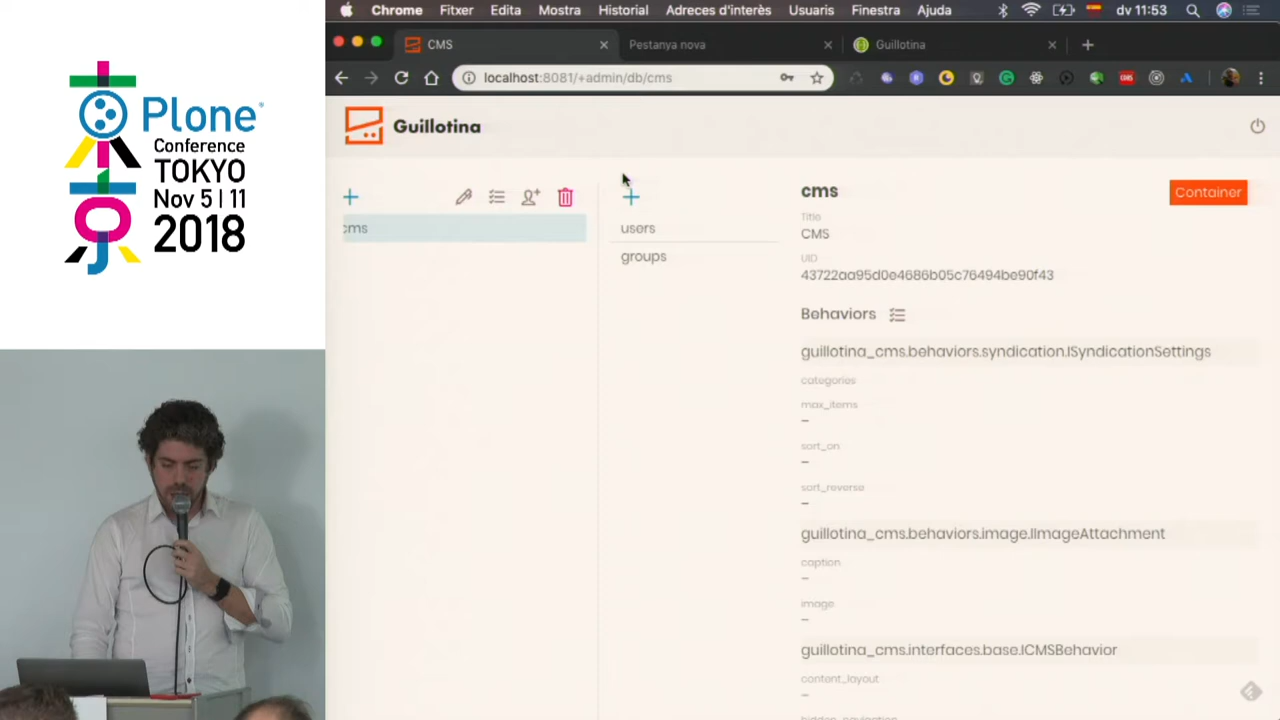 Plone®
Conference
TOKYO
Nov 5 | 11
2018
Chrome Fitxer Edita Mostra Historial Adreces d'interès Usuaris Finestra Ajuda dv 11:53
CMS Pestanya nova Guillotina
localhost:8081/+admin/db/cms
Guillotina
cms
users
groups
cms
Container
Title
CMS
UID
43722aa95d0e4686b05c76494be90f43
Behaviors
guillotina_cms.behaviors.syndication.ISyndicationSettings
categories
max_items
–
sort_on
–
sort_reverse
–
guillotina_cms.behaviors.image.IImageAttachment
caption
–
image
–
guillotina_cms.interfaces.base.ICMSBehavior
content_layout
–
hidden_navigation